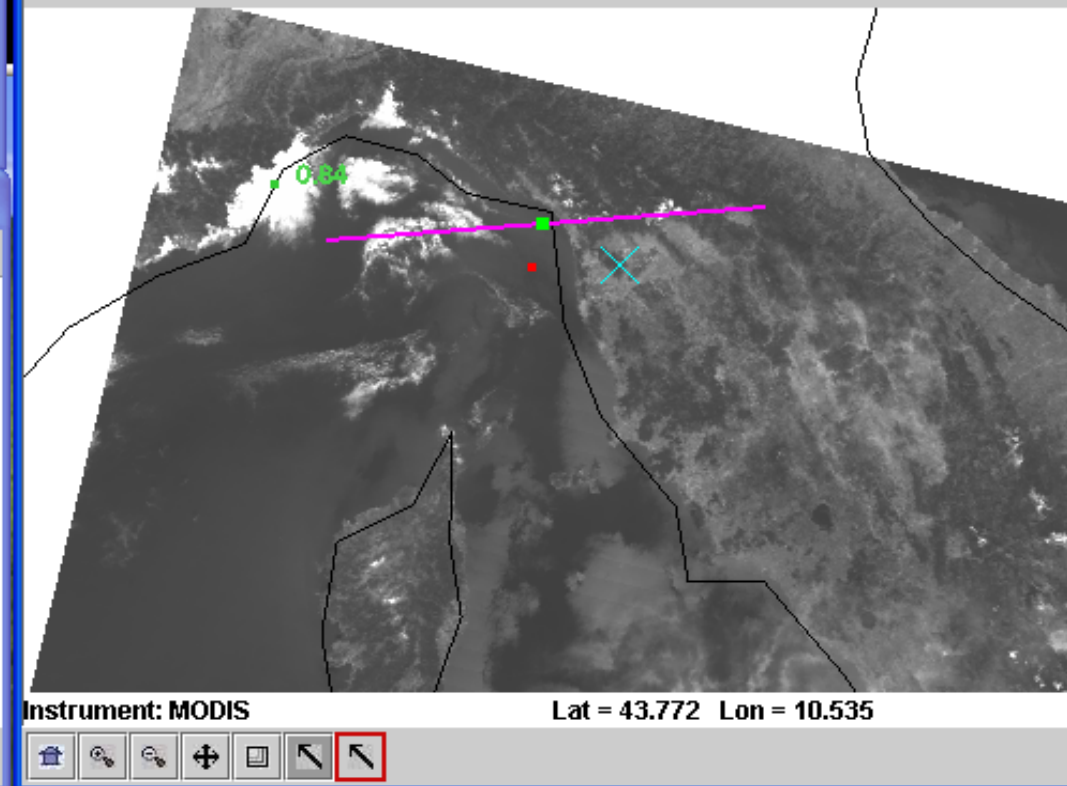 0.84
Instrument: MODIS Lat = 43.772 Lon = 10.535